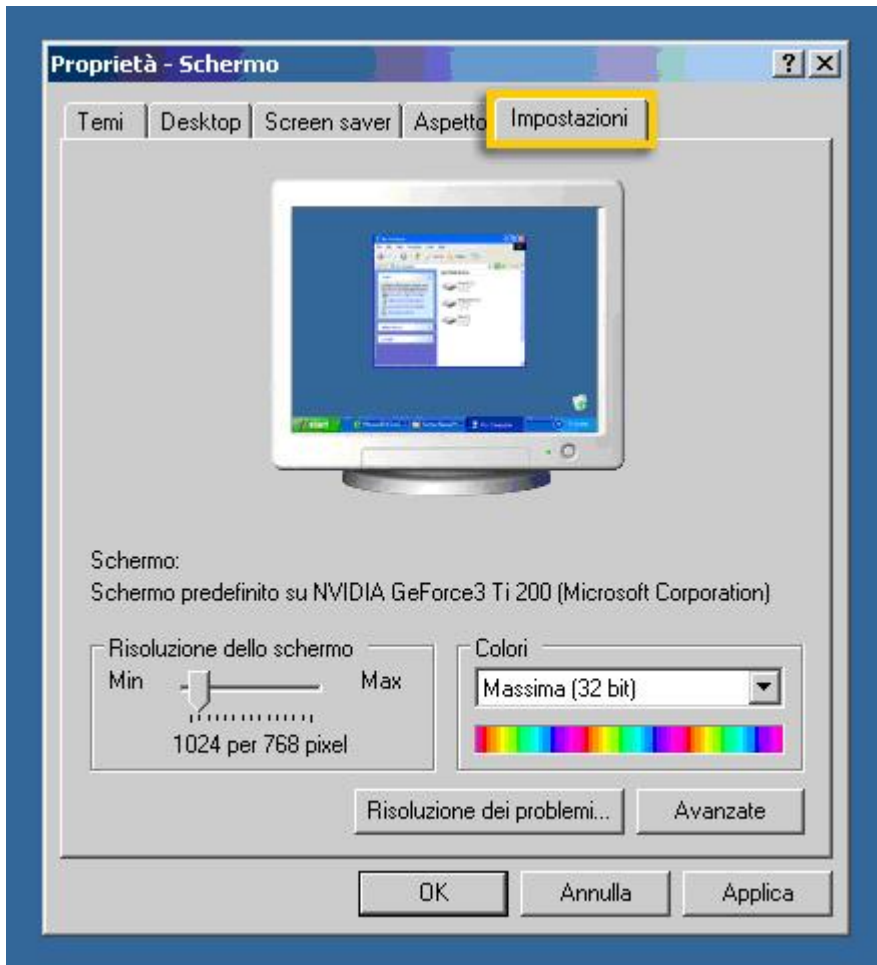 Proprietà - Schermo
Temi Desktop Screen saver Aspetto Impostazioni
Schermo:
Schermo predefinito su NVIDIA GeForce3 Ti 200 (Microsoft Corporation)
Risoluzione dello schermo
Min Max
1024 per 768 pixel
Colori
Massima (32 bit)
Risoluzione dei problemi... Avanzate
OK Annulla Applica